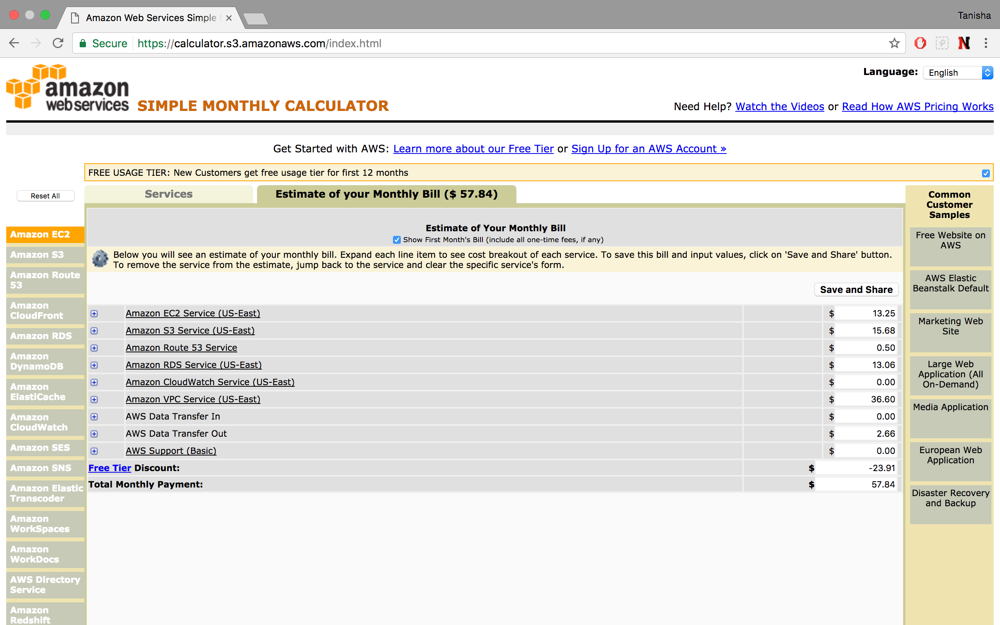 Amazon Web Services Simple
Tanisha
Secure https://calculator.s3.amazonaws.com/index.html
N
amazon
webservices
SIMPLE MONTHLY CALCULATOR
Language: English
Need Help? Watch the Videos or Read How AWS Pricing Works
Get Started with AWS: Learn more about our Free Tier or Sign Up for an AWS Account »
FREE USAGE TIER: New Customers get free usage tier for first 12 months
Reset All
Services
Estimate of your Monthly Bill ($ 57.84)
Amazon EC2
Amazon S3
Amazon Route
53
Amazon
CloudFront
Amazon RDS
Amazon
DynamoDB
Amazon
ElastiCache
Amazon
CloudWatch
Amazon SES
Amazon SNS
Amazon Elastic
Transcoder
Amazon
WorkSpaces
Amazon
WorkDocs
AWS Directory
Service
Amazon
Redshift
Estimate of Your Monthly Bill
Show First Month's Bill (include all one-time fees, if any)
Below you will see an estimate of your monthly bill. Expand each line item to see cost breakout of each service. To save this bill and input values, click on 'Save and Share' button.
To remove the service from the estimate, jump back to the service and clear the specific service's form.
Save and Share
Amazon EC2 Service (US-East) $ 13.25
Amazon S3 Service (US-East) $ 15.68
Amazon Route 53 Service $ 0.50
Amazon RDS Service (US-East) $ 13.06
Amazon CloudWatch Service (US-East) $ 0.00
Amazon VPC Service (US-East) $ 36.60
AWS Data Transfer In $ 0.00
AWS Data Transfer Out $ 2.66
AWS Support (Basic) $ 0.00
Free Tier Discount: $ -23.91
Total Monthly Payment: $ 57.84
Common
Customer
Samples
Free Website on
AWS
AWS Elastic
Beanstalk Default
Marketing Web
Site
Large Web
Application (All
On-Demand)
Media Application
European Web
Application
Disaster Recovery
and Backup